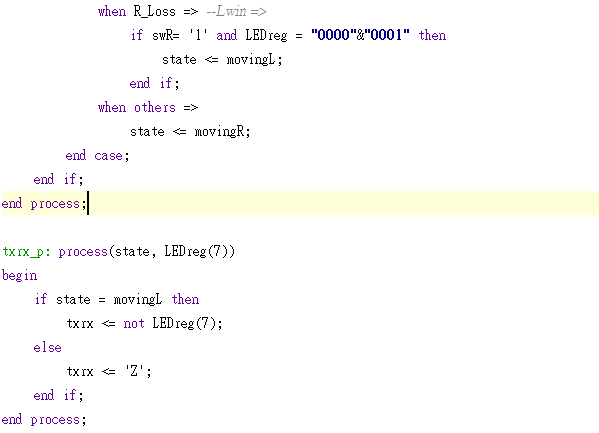 when R_Loss => --Lwin =>
if swR= '1' and LEDreg = "0000"&"0001" then
state <= movingL;
end if;
when others =>
state <= movingR;
end case;
end if;
end process;
txrx_p: process(state, LEDreg(7))
begin
if state = movingL then
txrx <= not LEDreg(7);
else
txrx <= 'Z';
end if;
end process;